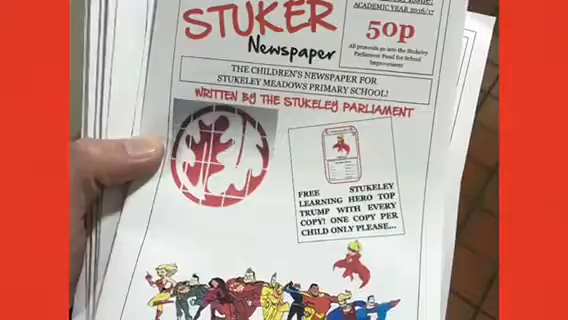 STUKER
Newspaper
ACADEMIC YEAR 2016/17
50p
All proceeds go into the Stukeley
Parliament Fund for School
Improvement
THE CHILDREN'S NEWSPAPER FOR
STUKELEY MEADOWS PRIMARY SCHOOL!
WRITTEN BY THE STUKELEY PARLIAMENT
FREE STUKELEY
LEARNING HERO TOP
TRUMP WITH EVERY
COPY! ONE COPY PER
CHILD ONLY PLEASE...